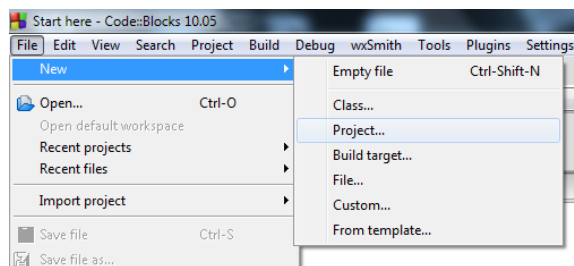 Start here - Code::Blocks 10.05
File Edit View Search Project Build Debug wxSmith Tools Plugins Settings
New
Empty file Ctrl-Shift-N
Open... Ctrl-O
Class...
Open default workspace
Project...
Recent projects
Build target...
Recent files
File...
Import project
Custom...
Save file Ctrl-S
From template...
Save file as...